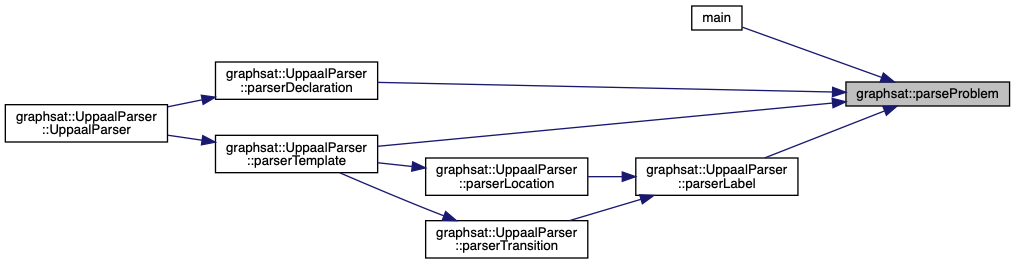 main
graphsat::UppaalParser
::parserDeclaration
graphsat::parseProblem
graphsat::UppaalParser
::UppaalParser
graphsat::UppaalParser
::parserTemplate
graphsat::UppaalParser
::parserLocation
graphsat::UppaalParser
::parserLabel
graphsat::UppaalParser
::parserTransition